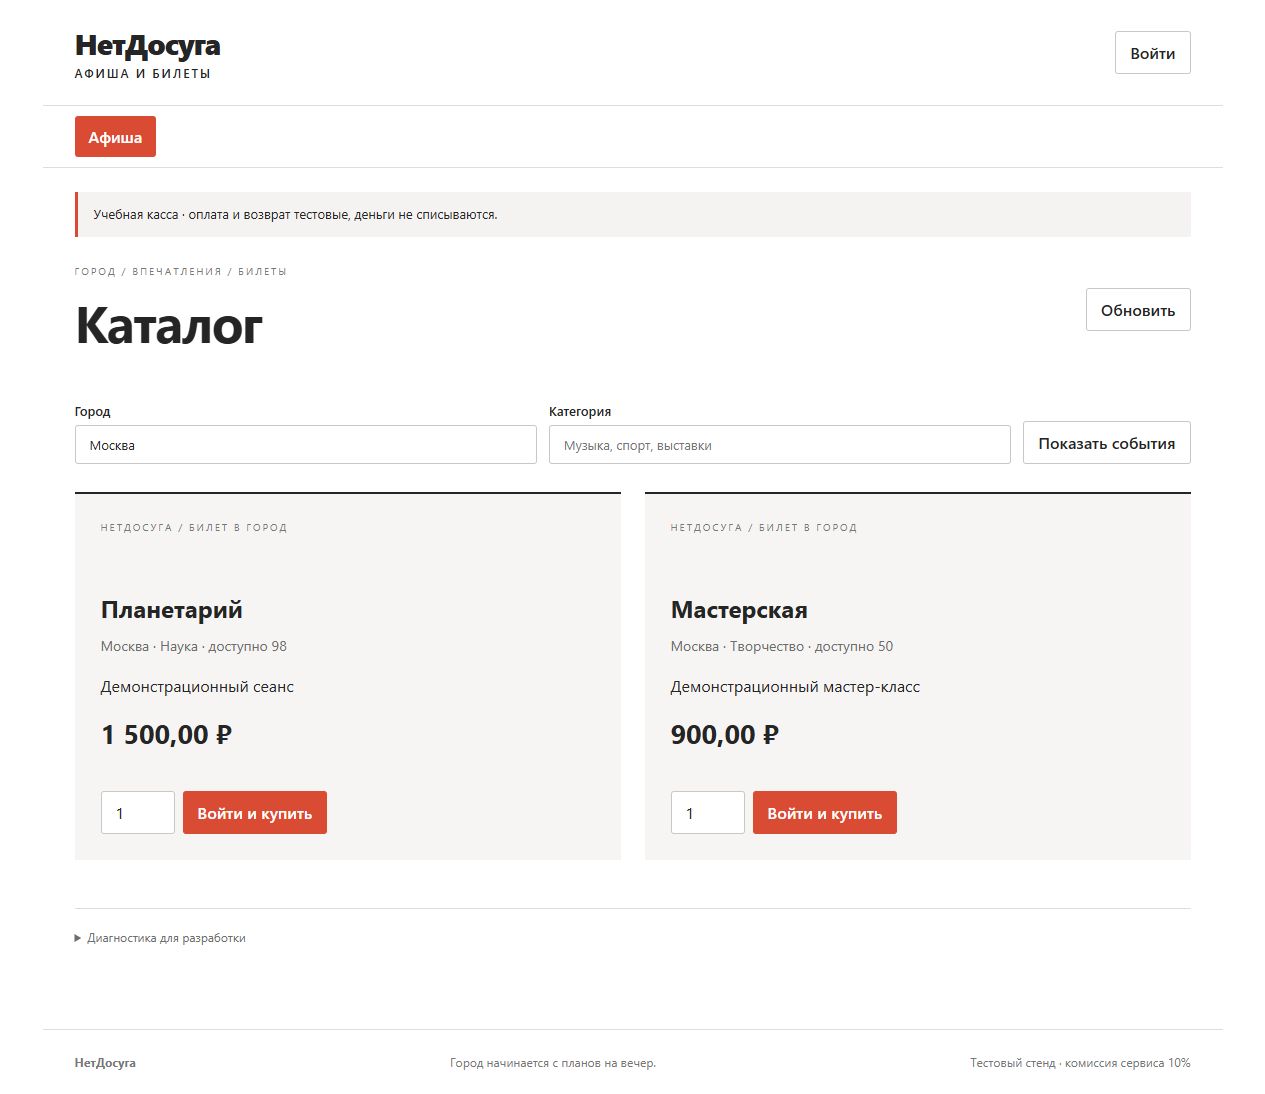 НетДосуга
АФИША И БИЛЕТЫ
Войти
Афиша
Учебная касса · оплата и возврат тестовые, деньги не списываются.
ГОРОД / ВПЕЧАТЛЕНИЯ / БИЛЕТЫ
Каталог
Обновить
Город
Москва
Категория
Музыка, спорт, выставки
Показать события
НЕТДОСУГА / БИЛЕТ В ГОРОД
Планетарий
Москва · Наука · доступно 98
Демонстрационный сеанс
1 500,00 ₽
1
Войти и купить
НЕТДОСУГА / БИЛЕТ В ГОРОД
Мастерская
Москва · Творчество · доступно 50
Демонстрационный мастер-класс
900,00 ₽
1
Войти и купить
Диагностика для разработки
НетДосуга
Город начинается с планов на вечер.
Тестовый стенд · комиссия сервиса 10%